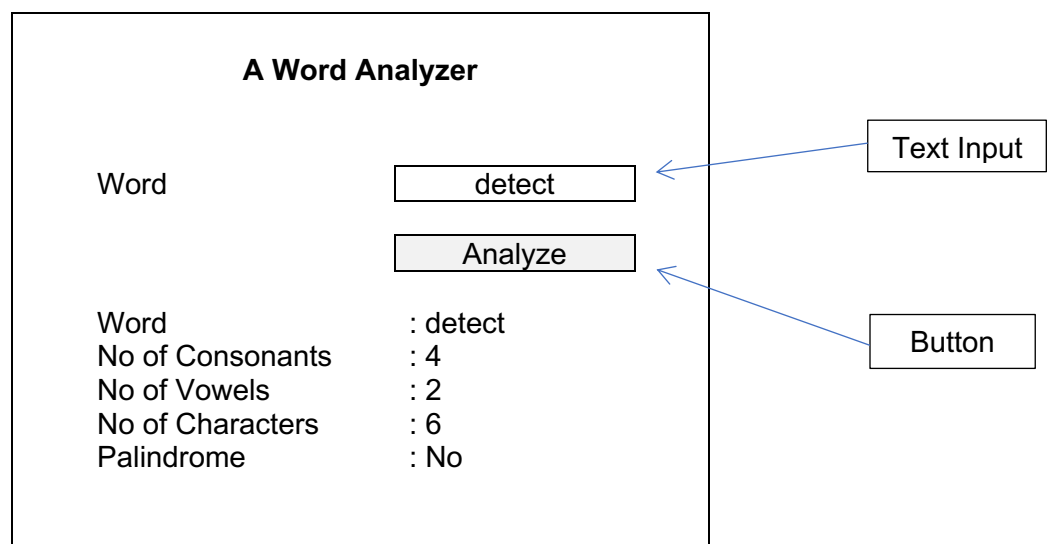 A Word Analyzer
Text Input
Word detect
Analyze
Word : detect
No of Consonants : 4
Button
No of Vowels : 2
No of Characters : 6
Palindrome : No